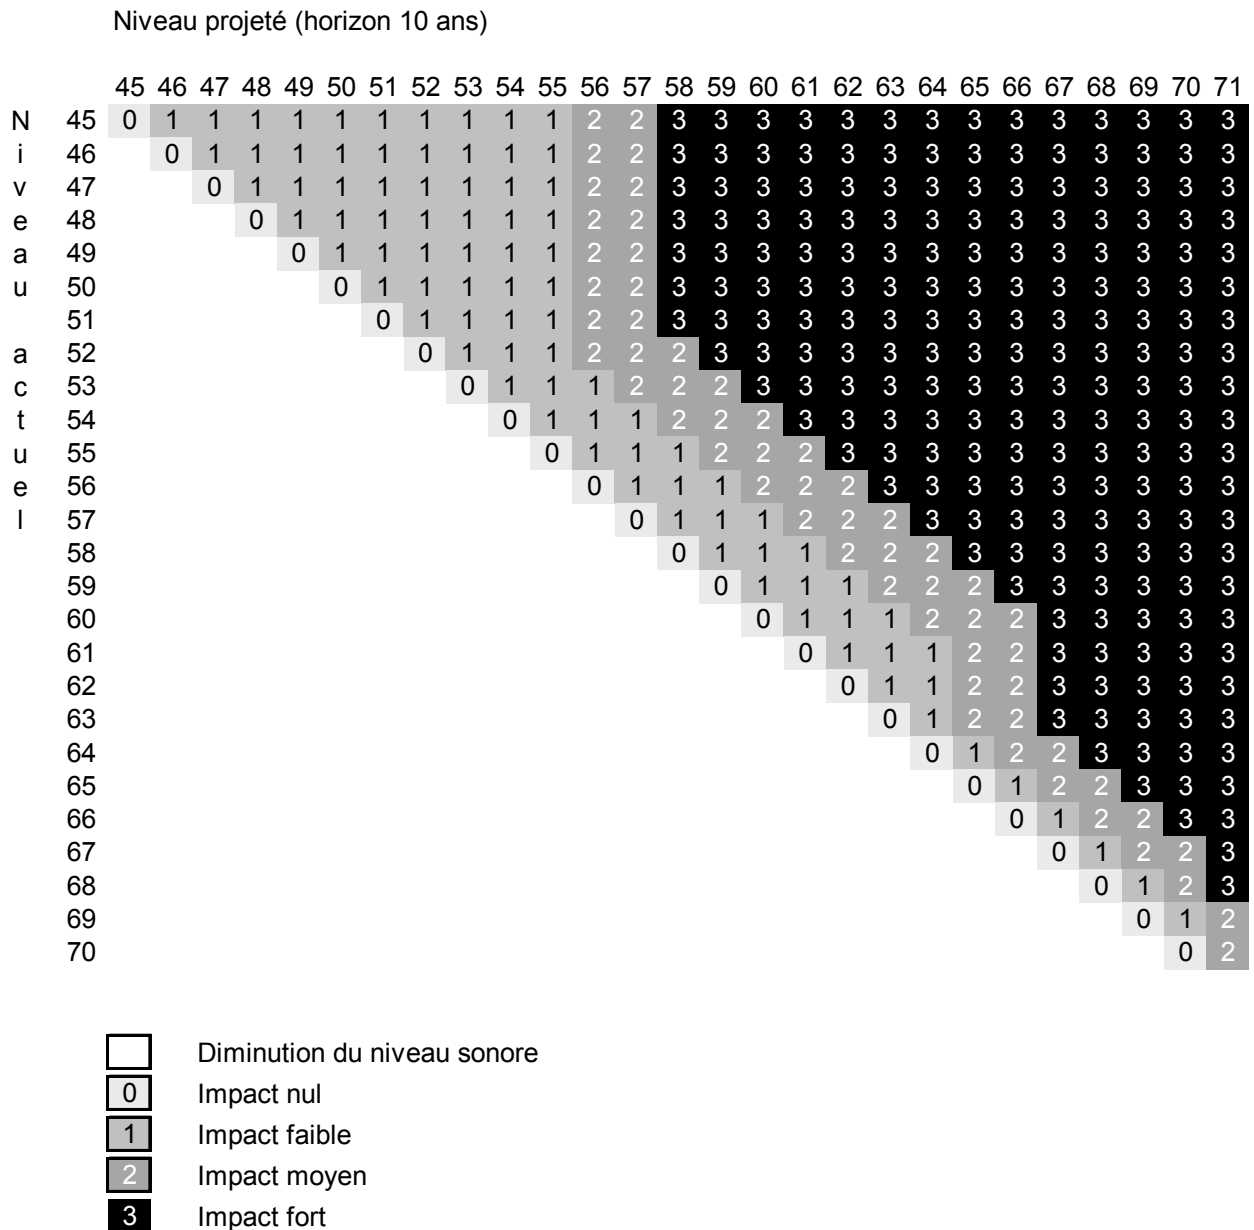 Niveau projeté (horizon 10 ans)
45 46 47 48 49 50 51 52 53 54 55 56 57 58 59 60 61 62 63 64 65 66 67 68 69 70 71
N 45 0 1 1 1 1 1 1 1 1 1 1 2 2 3 3 3 3 3 3 3 3 3 3 3 3 3 3
i 46 0 1 1 1 1 1 1 1 1 1 2 2 3 3 3 3 3 3 3 3 3 3 3 3 3 3
v 47 0 1 1 1 1 1 1 1 1 2 2 3 3 3 3 3 3 3 3 3 3 3 3 3 3
e 48 0 1 1 1 1 1 1 1 2 2 3 3 3 3 3 3 3 3 3 3 3 3 3 3
a 49 0 1 1 1 1 1 1 2 2 3 3 3 3 3 3 3 3 3 3 3 3 3 3
u 50 0 1 1 1 1 1 2 2 3 3 3 3 3 3 3 3 3 3 3 3 3 3
51 0 1 1 1 1 2 2 3 3 3 3 3 3 3 3 3 3 3 3 3 3
a 52 0 1 1 1 2 2 2 3 3 3 3 3 3 3 3 3 3 3 3 3
c 53 0 1 1 1 2 2 2 3 3 3 3 3 3 3 3 3 3 3 3
t 54 0 1 1 1 2 2 2 3 3 3 3 3 3 3 3 3 3 3
u 55 0 1 1 1 2 2 2 3 3 3 3 3 3 3 3 3 3
e 56 0 1 1 1 2 2 2 3 3 3 3 3 3 3 3 3
l 57 0 1 1 1 2 2 2 3 3 3 3 3 3 3 3
58 0 1 1 1 2 2 2 3 3 3 3 3 3 3
59 0 1 1 1 2 2 2 3 3 3 3 3 3
60 0 1 1 1 2 2 2 3 3 3 3 3
61 0 1 1 1 2 2 3 3 3 3 3
62 0 1 1 2 2 3 3 3 3 3
63 0 1 2 2 3 3 3 3 3
64 0 1 2 2 3 3 3 3
65 0 1 2 2 3 3 3
66 0 1 2 2 3 3
67 0 1 2 2 3
68 0 1 2 3
69 0 1 2
70 0 2
Diminution du niveau sonore
0 Impact nul
1 Impact faible
2 Impact moyen
3 Impact fort